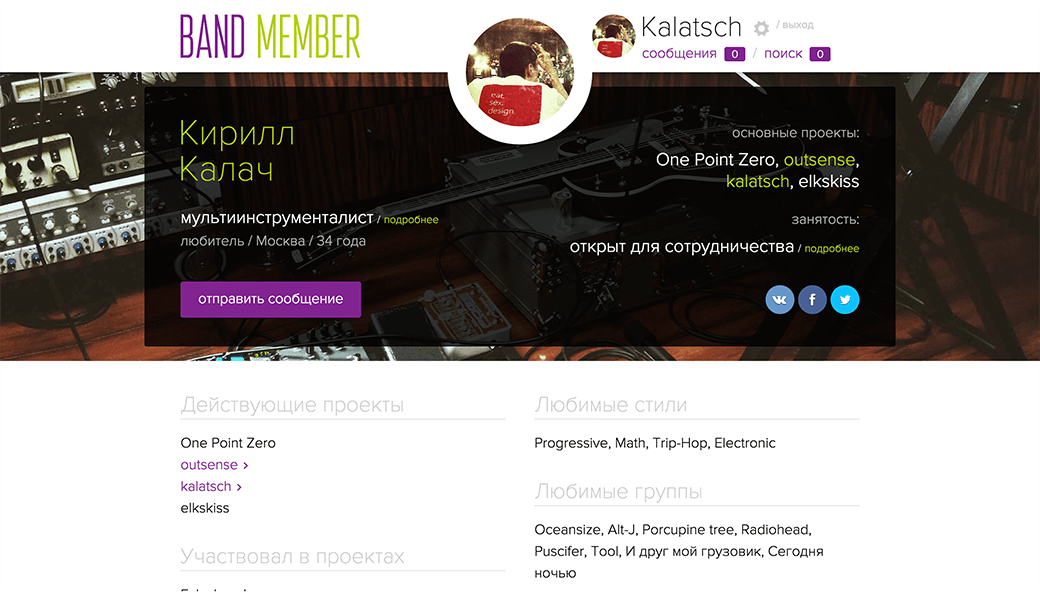 BAND MEMBER
Kalatsch / выход
сообщения 0 / поиск 0
eat,
sex,
design.
Кирилл
Калач
мультиинструменталист / подробнее
любитель / Москва / 34 года
отправить сообщение
основные проекты:
One Point Zero, outsense,
kalatsch, elkskiss
занятость:
открыт для сотрудничества / подробнее
Действующие проекты
One Point Zero
outsense ›
kalatsch ›
elkskiss
Участвовал в проектах
Любимые стили
Progressive, Math, Trip-Hop, Electronic
Любимые группы
Oceansize, Alt-J, Porcupine tree, Radiohead,
Puscifer, Tool, И друг мой грузовик, Сегодня
ночью